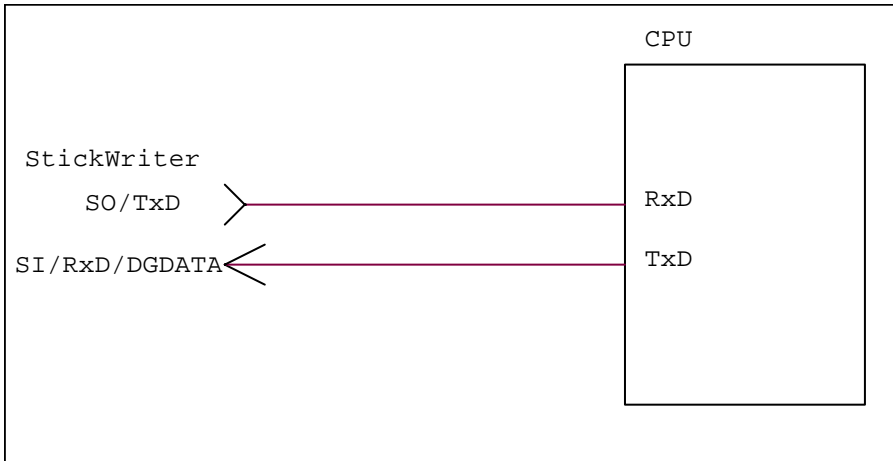 CPU
StickWriter
SO/TxD
RxD
SI/RxD/DGDATA
TxD